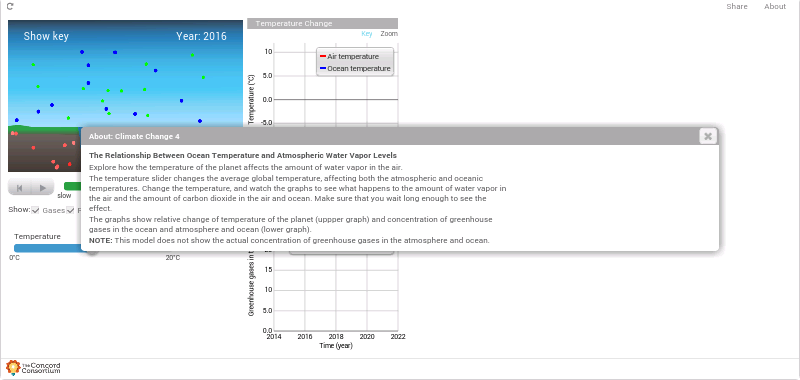 Share About
Temperature Change
Show key Year: 2016
Key Zoom
10
Air temperature
Ocean temperature
5.0
0.0
-5.0
Temperature (°C)
About: Climate Change 4
The Relationship Between Ocean Temperature and Atmospheric Water Vapor Levels
Explore how the temperature of the planet affects the amount of water vapor in the air.
The temperature slider changes the average global temperature, affecting both the atmospheric and oceanic
temperatures. Change the temperature, and watch the graphs to see what happens to the amount of water vapor in
the air and the amount of carbon dioxide in the air and ocean. Make sure that you wait long enough to see the
effect.
The graphs show relative change of temperature of the planet (uppper graph) and concentration of greenhouse
gases in the ocean and atmosphere and ocean (lower graph).
NOTE: This model does not show the actual concentration of greenhouse gases in the atmosphere and ocean.
slow
Show: Gases
Temperature
0°C 20°C
Greenhouse gases in
20
15
10
5.0
0.0
2014 2016 2018 2020 2022
Time (year)
The Concord
Consortium